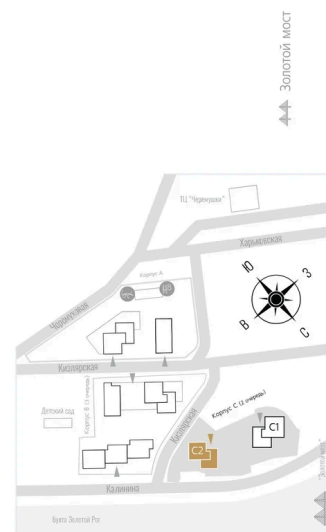 Золотой мост
ТЦ "Черемушки"
Харьковская
Корпус А
Ю
З
В
С
Черемуховая
Кизлярская
Корпус В (3 очередь)
Детский сад
Кизлярская
Корпус С (2 очередь)
С1
С2
Калинина
бухта Золотой Рог